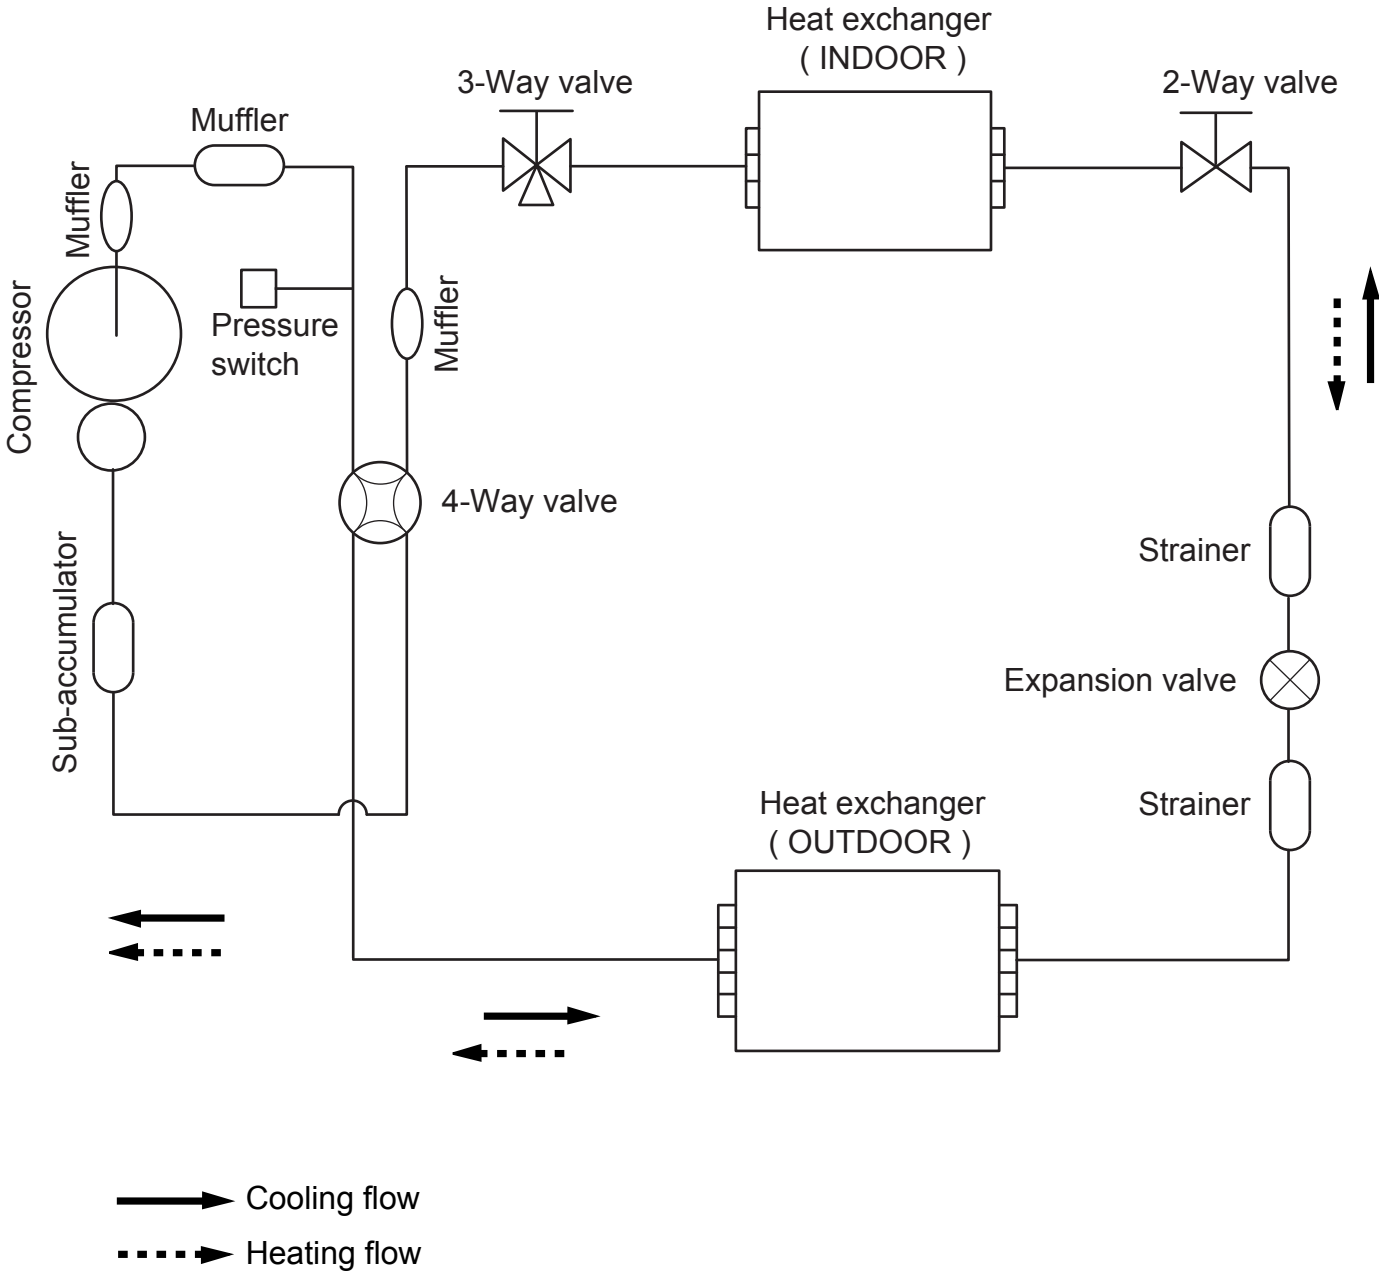 Heat exchanger
( INDOOR )
3-Way valve
2-Way valve
Muffler
Muffler
Compressor
Pressure
switch
Muffler
4-Way valve
Strainer
Sub-accumulator
Expansion valve
Heat exchanger
( OUTDOOR )
Strainer
Cooling flow
Heating flow